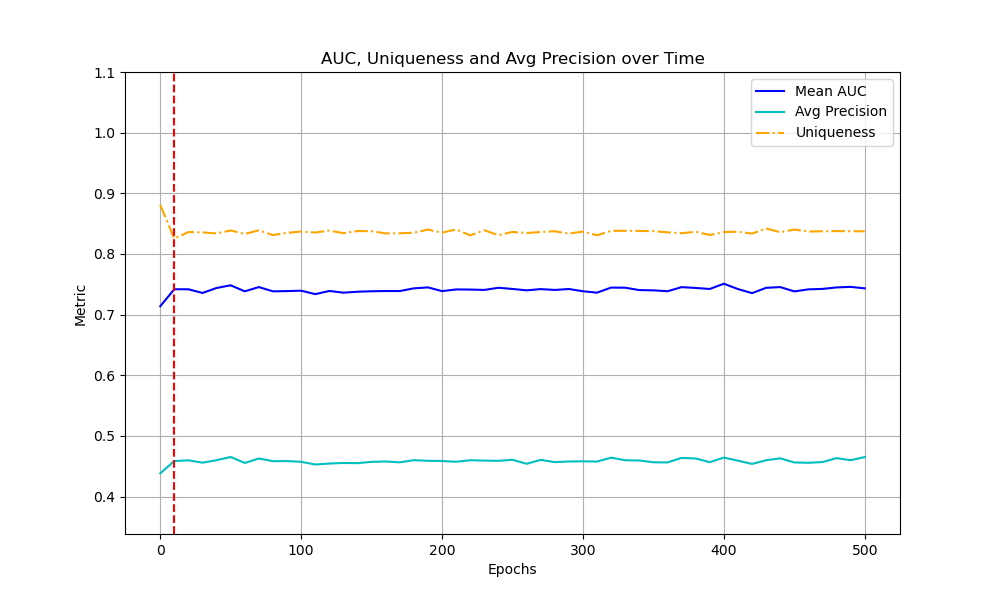 AUC, Uniqueness and Avg Precision over Time
Mean AUC
Avg Precision
Uniqueness
1.1
1.0
0.9
0.8
0.7
0.6
0.5
0.4
Metric
0 100 200 300 400 500
Epochs